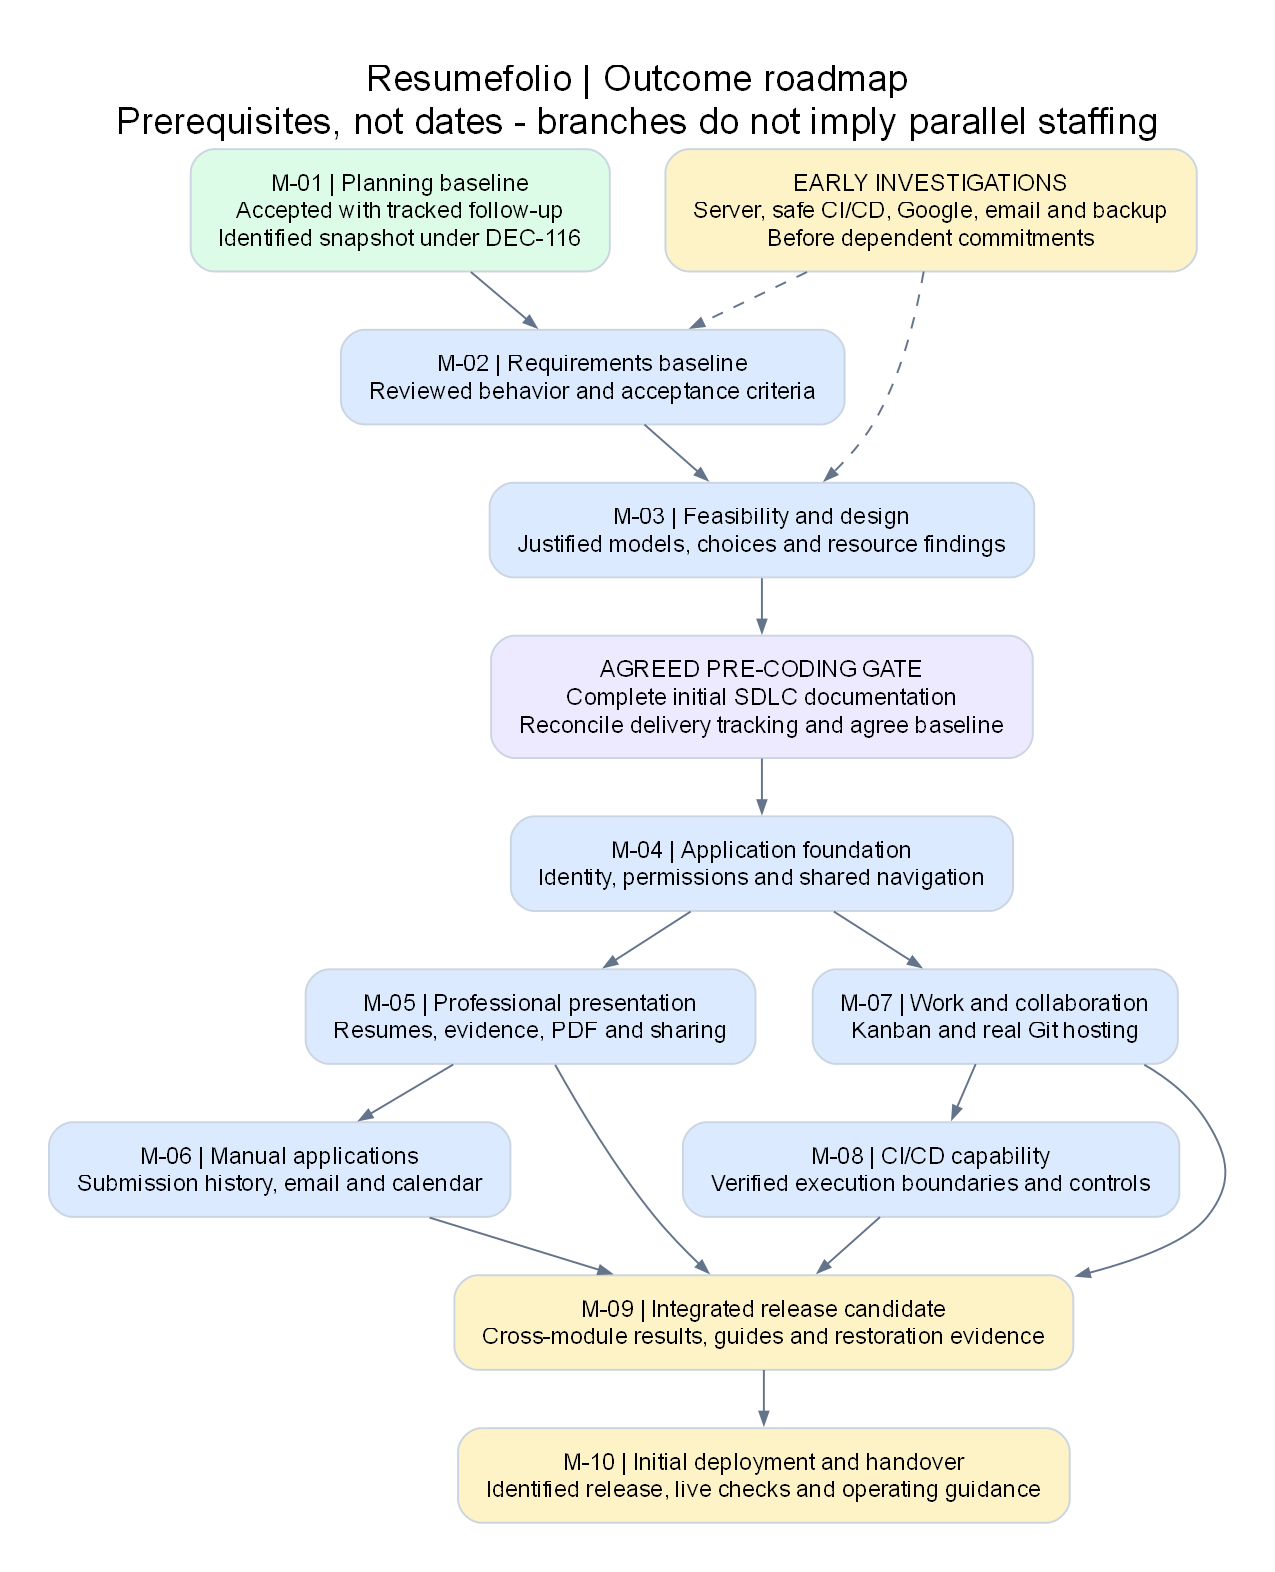 Resumefolio | Outcome roadmap
Prerequisites, not dates - branches do not imply parallel staffing
M-01 | Planning baseline
Accepted with tracked follow-up
Identified snapshot under DEC-116
EARLY INVESTIGATIONS
Server, safe CI/CD, Google, email and backup
Before dependent commitments
M-02 | Requirements baseline
Reviewed behavior and acceptance criteria
M-03 | Feasibility and design
Justified models, choices and resource findings
AGREED PRE-CODING GATE
Complete initial SDLC documentation
Reconcile delivery tracking and agree baseline
M-04 | Application foundation
Identity, permissions and shared navigation
M-05 | Professional presentation
Resumes, evidence, PDF and sharing
M-07 | Work and collaboration
Kanban and real Git hosting
M-06 | Manual applications
Submission history, email and calendar
M-08 | CI/CD capability
Verified execution boundaries and controls
M-09 | Integrated release candidate
Cross-module results, guides and restoration evidence
M-10 | Initial deployment and handover
Identified release, live checks and operating guidance